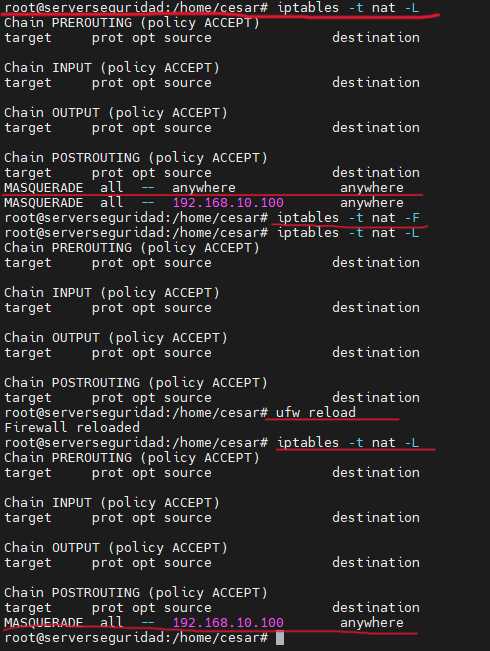 root@serverseguridad:/home/cesar# iptables -t nat -L
Chain PREROUTING (policy ACCEPT)
target     prot opt source               destination
Chain INPUT (policy ACCEPT)
target     prot opt source               destination
Chain OUTPUT (policy ACCEPT)
target     prot opt source               destination
Chain POSTROUTING (policy ACCEPT)
target     prot opt source               destination
MASQUERADE  all  --  anywhere             anywhere
MASQUERADE  all  --  192.168.10.100       anywhere
root@serverseguridad:/home/cesar# iptables -t nat -F
root@serverseguridad:/home/cesar# iptables -t nat -L
Chain PREROUTING (policy ACCEPT)
target     prot opt source               destination
Chain INPUT (policy ACCEPT)
target     prot opt source               destination
Chain OUTPUT (policy ACCEPT)
target     prot opt source               destination
Chain POSTROUTING (policy ACCEPT)
target     prot opt source               destination
root@serverseguridad:/home/cesar# ufw reload
Firewall reloaded
root@serverseguridad:/home/cesar# iptables -t nat -L
Chain PREROUTING (policy ACCEPT)
target     prot opt source               destination
Chain INPUT (policy ACCEPT)
target     prot opt source               destination
Chain OUTPUT (policy ACCEPT)
target     prot opt source               destination
Chain POSTROUTING (policy ACCEPT)
target     prot opt source               destination
MASQUERADE  all  --  192.168.10.100       anywhere
root@serverseguridad:/home/cesar#